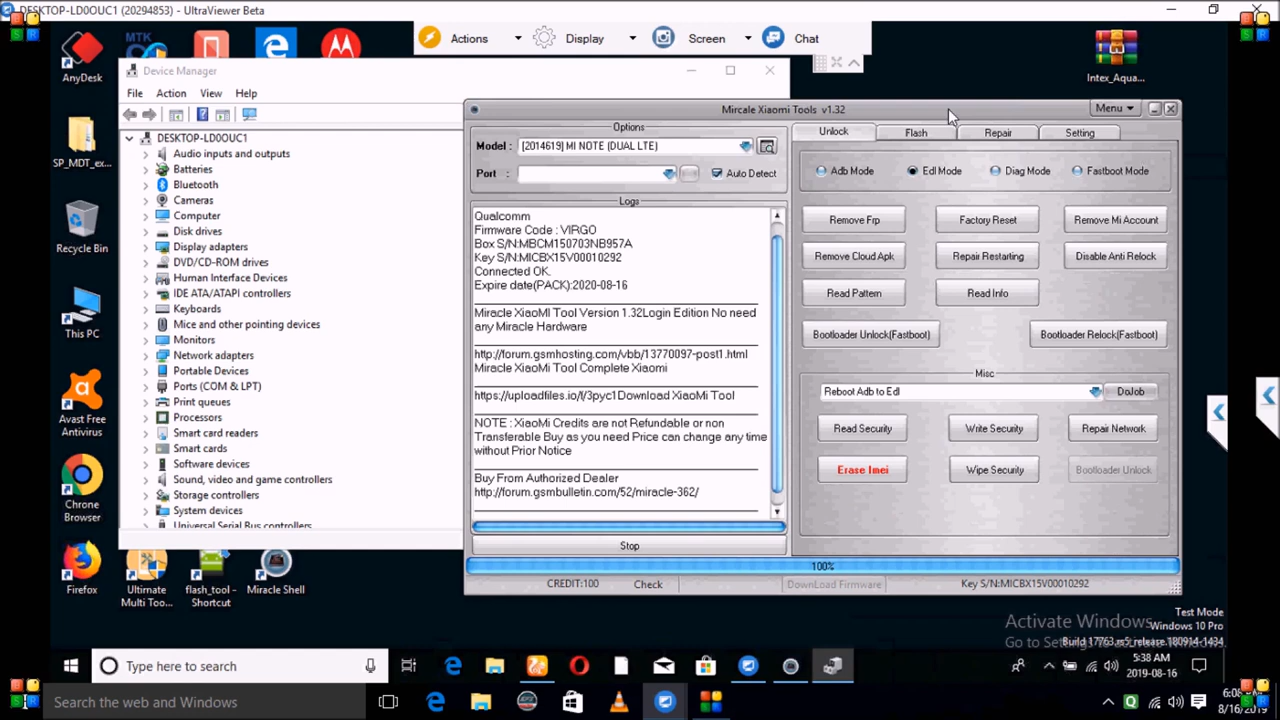 DESKTOP-LD0OUC1 (20294853) - UltraViewer Beta
Actions
Display
Screen
Chat
AnyDesk
MTK
Intex_Aqua...
Device Manager
File Action View Help
DESKTOP-LD0OUC1
Audio inputs and outputs
Batteries
Bluetooth
Cameras
Computer
Disk drives
Display adapters
DVD/CD-ROM drives
Human Interface Devices
IDE ATA/ATAPI controllers
Keyboards
Mice and other pointing devices
Monitors
Network adapters
Portable Devices
Ports (COM & LPT)
Print queues
Processors
Smart card readers
Smart cards
Software devices
Sound, video and game controllers
Storage controllers
System devices
Universal Serial Bus controllers
SP_MDT_ex...
Recycle Bin
This PC
Avast Free
Antivirus
Chrome
Browser
Firefox
Ultimate
Multi Too...
flash_tool -
Shortcut
Miracle Shell
Mircale Xiaomi Tools v1.32
Menu
Options
Model :
[2014619] MI NOTE (DUAL LTE)
Port :
Auto Detect
Logs
Qualcomm
Firmware Code : VIRGO
Box S/N:MBCM150703NB957A
Key S/N:MICBX15V00010292
Connected OK.
Expire date(PACK):2020-08-16
Miracle XiaoMI Tool Version 1.32Login Edition No need
any Miracle Hardware
http://forum.gsmhosting.com/vbb/13770097-post1.html
Miracle XiaoMi Tool Complete Xiaomi
https://uploadfiles.io/f/3pyc1Download XiaoMi Tool
NOTE : XiaoMi Credits are not Refundable or non
Transferable Buy as you need Price can change any time
without Prior Notice
Buy From Authorized Dealer
http://forum.gsmbulletin.com/52/miracle-362/
Stop
Unlock
Flash
Repair
Setting
Adb Mode
Edl Mode
Diag Mode
Fastboot Mode
Remove Frp
Factory Reset
Remove Mi Account
Remove Cloud Apk
Repair Restarting
Disable Anti Relock
Read Pattern
Read Info
Bootloader Unlock(Fastboot)
Bootloader Relock(Fastboot)
Misc
Reboot Adb to Edl
DoJob
Read Security
Write Security
Repair Network
Erase Imei
Wipe Security
Bootloader Unlock
100%
CREDIT:100
Check
DownLoad Firmware
Key S/N:MICBX15V00010292
Activate Windows
Go to Settings
Test Mode
Windows 10 Pro
Build 17763.rs5_release.180914-1434
Type here to search
5:38 AM
2019-08-16
Search the web and Windows
8/16/2019